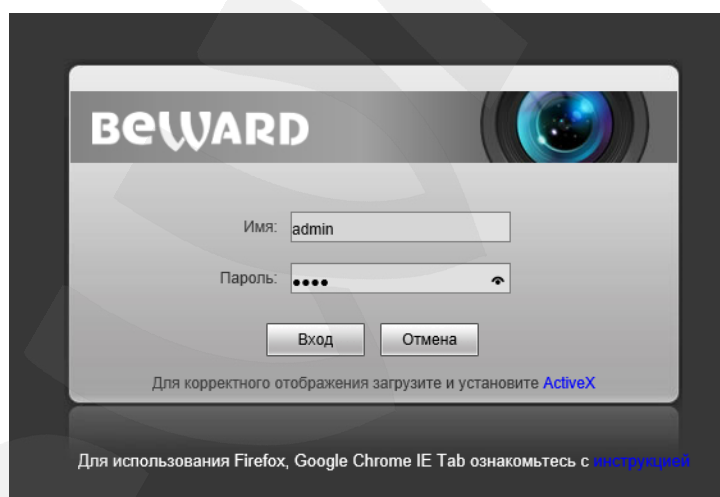 BEWARD
Имя: admin
Пароль: ••••
Вход Отмена
Для корректного отображения загрузите и установите ActiveX
Для использования Firefox, Google Chrome IE Tab ознакомьтесь с инструкцией